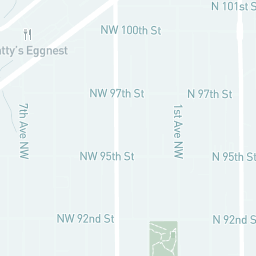 N 101st S
NW 100th St
tty's Eggnest
NW 97th St
N 97th St
7th Ave NW
1st Ave NW
NW 95th St
N 95th St
NW 92nd St
N 92nd St